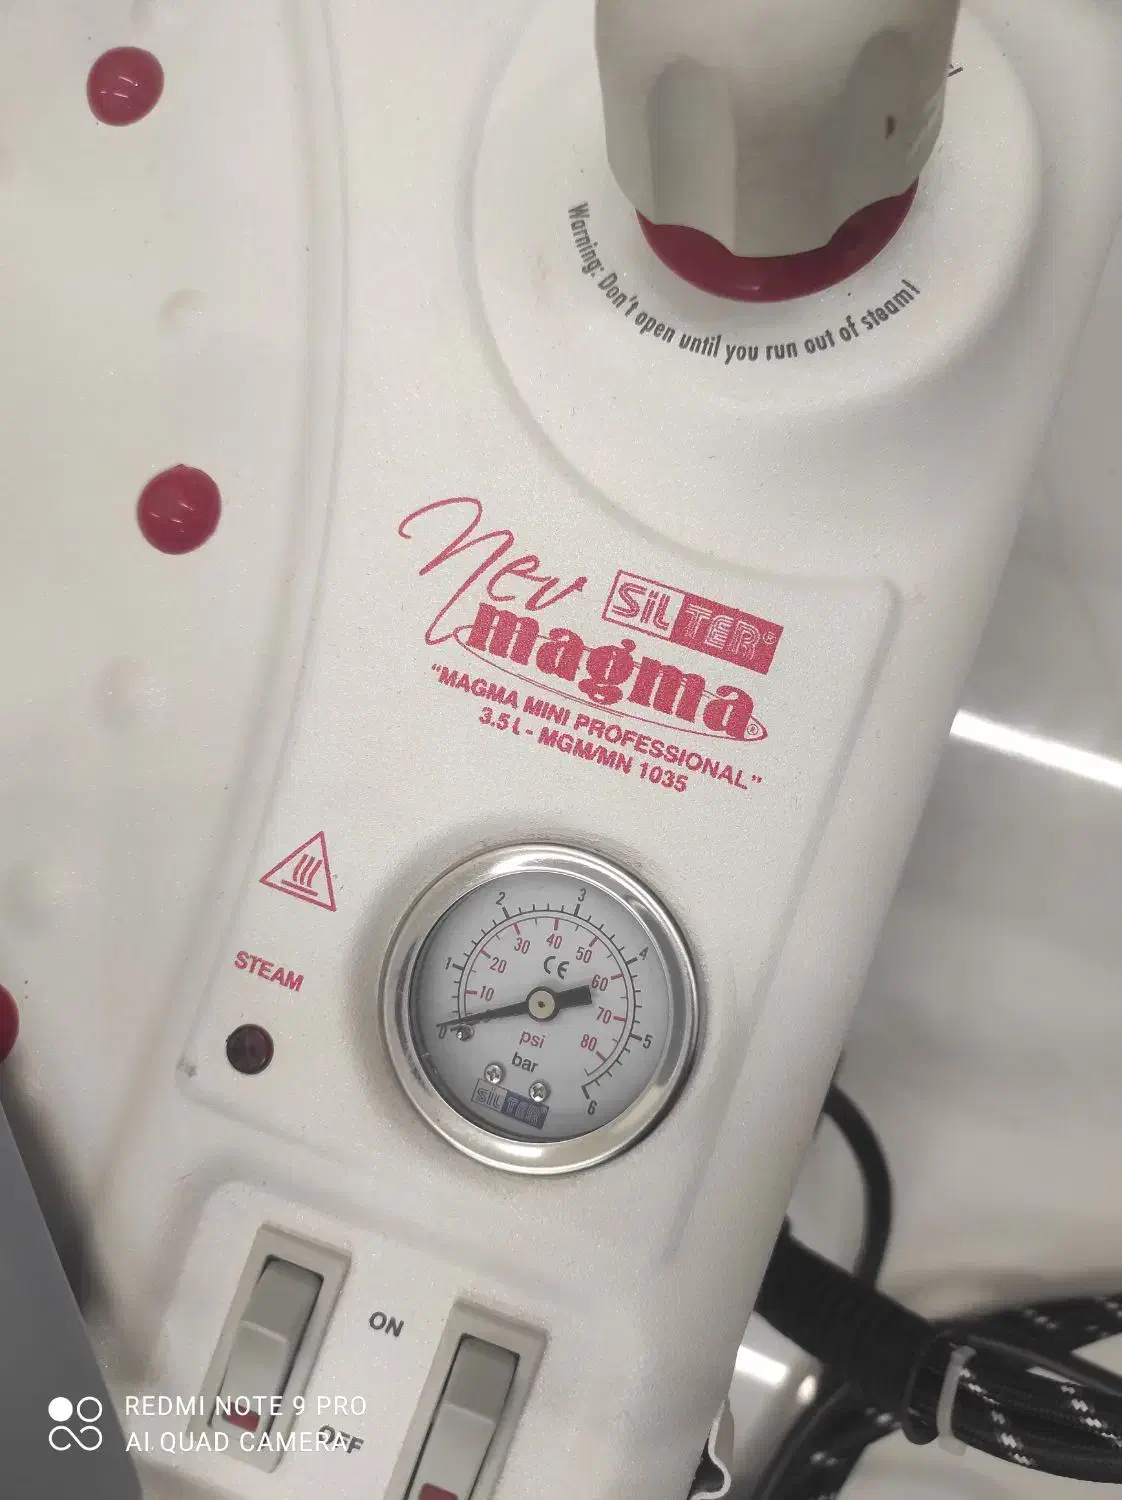 Warning: Don't open until you run out of steam!
New
SiLTER®
magma®
"MAGMA MINI PROFESSIONAL"
3.5 L - MGM/MN 1035
STEAM
0 1 2 3 4 5 6
10 20 30 40 50 60 70 80
CE
psi
bar
SiLTER
ON
OFF
REDMI NOTE 9 PRO
AI QUAD CAMERA